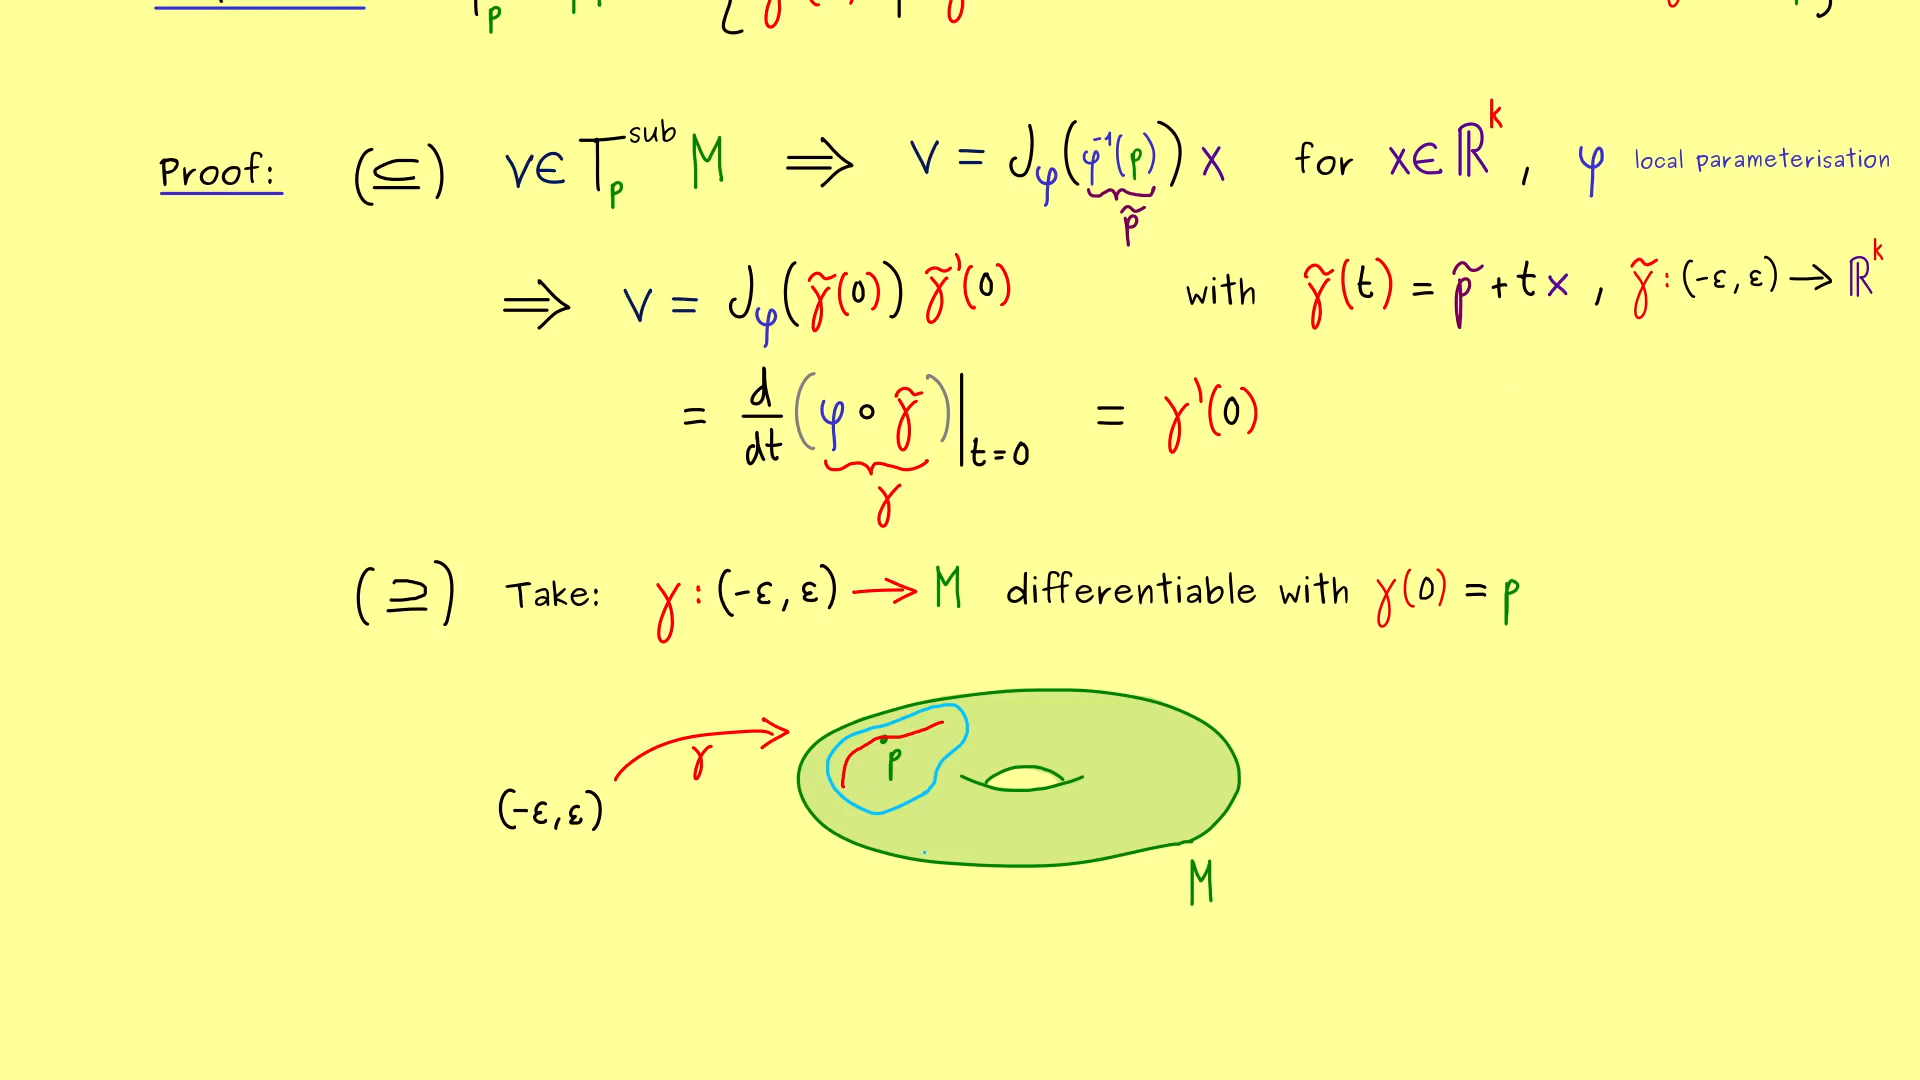 Proof: (⊆) v ∈ T_p^sub M ⟹ v = J_φ(φ⁻¹(p)) x for x ∈ ℝ^k , φ local parameterisation
p̃
⟹ v = J_φ(γ̃(0)) γ̃'(0) with γ̃(t) = p̃ + t x , γ̃ : (-ε, ε) → ℝ^k
= d/dt (φ ∘ γ̃)|_{t=0} = γ'(0)
γ
(⊇) Take: γ : (-ε, ε) → M differentiable with γ(0) = p
γ
p
(-ε, ε)
M